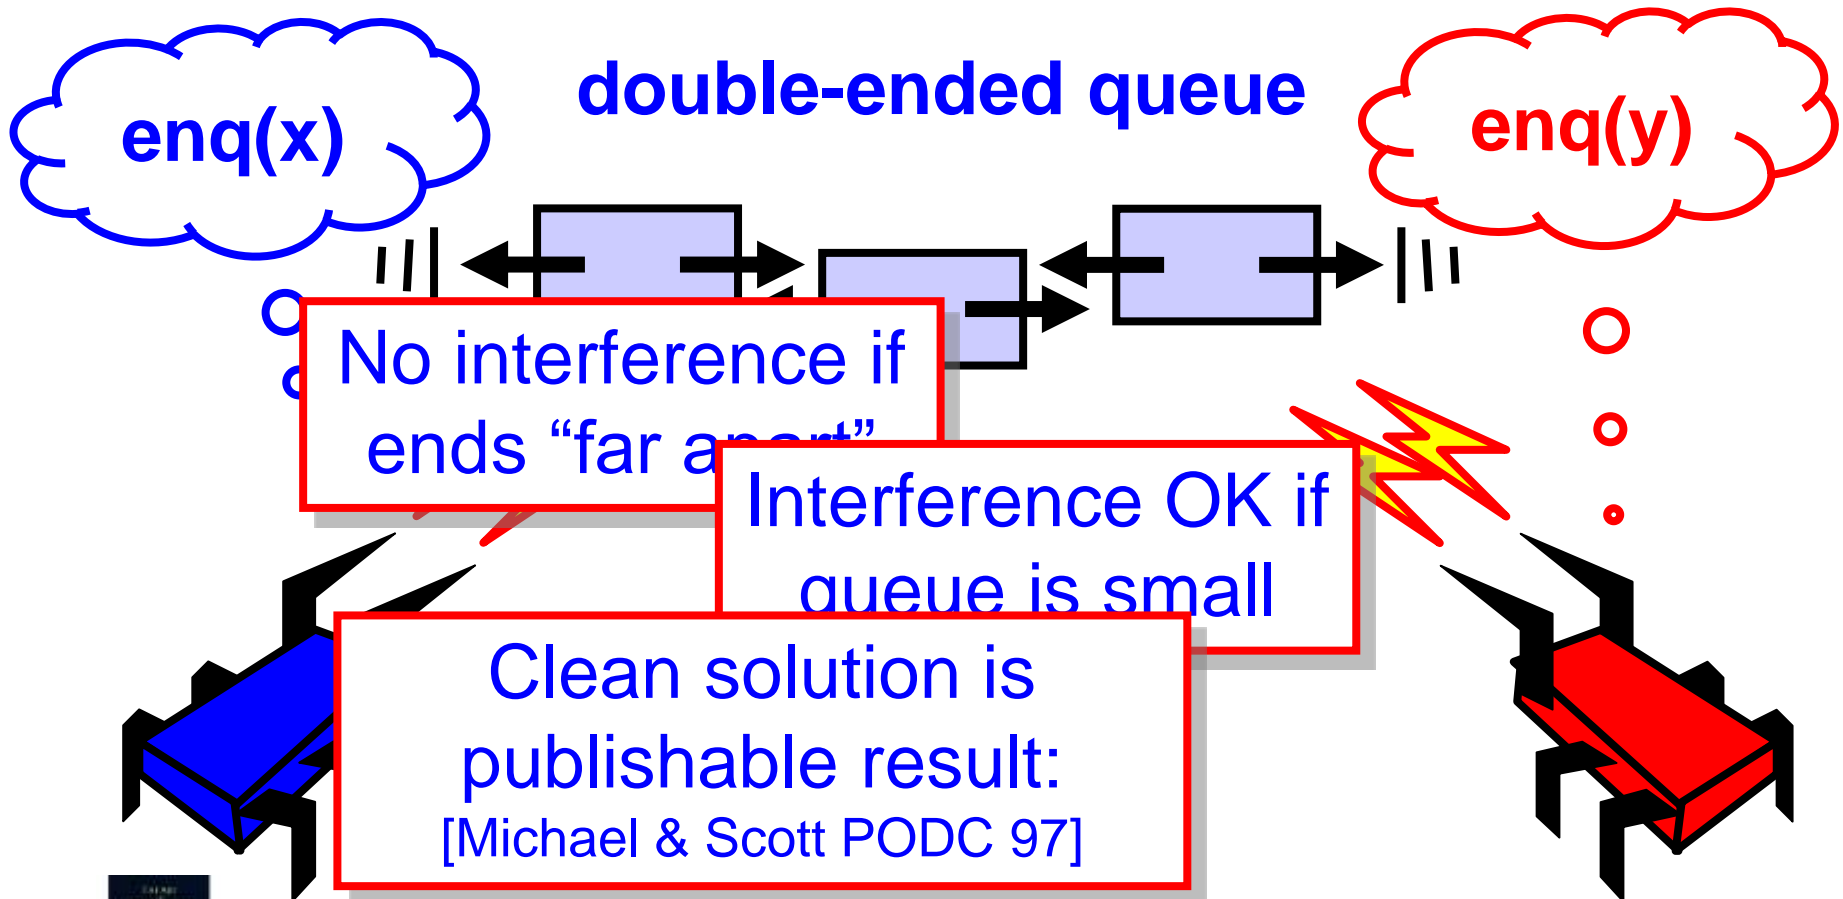 double-ended queue
enq(x)
enq(y)
No interference if
ends “far apart”
Interference OK if
queue is small
Clean solution is
publishable result:
[Michael & Scott PODC 97]